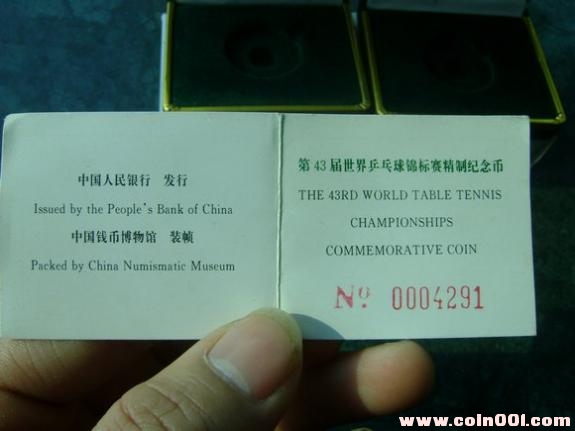 中国人民银行 发行
Issued by the People's Bank of China
中国钱币博物馆 装帧
Packed by China Numismatic Museum
第 43 届世界乒乓球锦标赛精制纪念币
THE 43RD WORLD TABLE TENNIS
CHAMPIONSHIPS
COMMEMORATIVE COIN
Nº 0004291
www.coin001.com